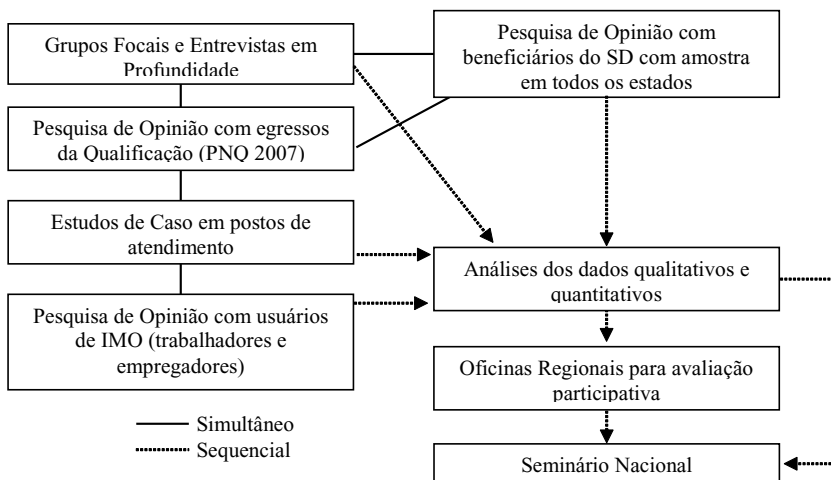 Grupos Focais e Entrevistas em
Profundidade
Pesquisa de Opinião com
beneficiários do SD com amostra
em todos os estados
Pesquisa de Opinião com egressos
da Qualificação (PNQ 2007)
Estudos de Caso em postos de
atendimento
Análises dos dados qualitativos e
quantitativos
Pesquisa de Opinião com usuários
de IMO (trabalhadores e
empregadores)
Oficinas Regionais para avaliação
participativa
Simultâneo
Sequencial
Seminário Nacional